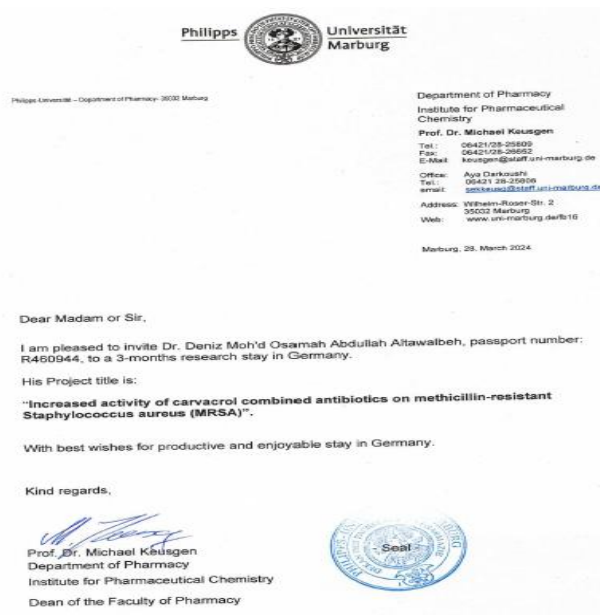 Philipps
Universität
Marburg
Philipps-Universität – Department of Pharmacy- 35032 Marburg
Department of Pharmacy
Institute for Pharmaceutical
Chemistry
Prof. Dr. Michael Keusgen
Tel.: 06421/28-25809
Fax: 06421/28-26652
E-Mail: keusgen@staff.uni-marburg.de
Office: Aya Darkoushi
Tel.: 06421 28-25808
email: sekkeusg@staff.uni-marburg.de
Address: Wilhelm-Roser-Str. 2
35032 Marburg
Web: www.uni-marburg.de/fb16
Marburg, 28. March 2024
Dear Madam or Sir,
I am pleased to invite Dr. Deniz Moh'd Osamah Abdullah Altawalbeh, passport number:
R460944, to a 3-months research stay in Germany.
His Project title is:
"Increased activity of carvacrol combined antibiotics on methicillin-resistant
Staphylococcus aureus (MRSA)".
With best wishes for productive and enjoyable stay in Germany.
Kind regards,
Prof. Dr. Michael Keusgen
Department of Pharmacy
Institute for Pharmaceutical Chemistry
Dean of the Faculty of Pharmacy
- Seal -